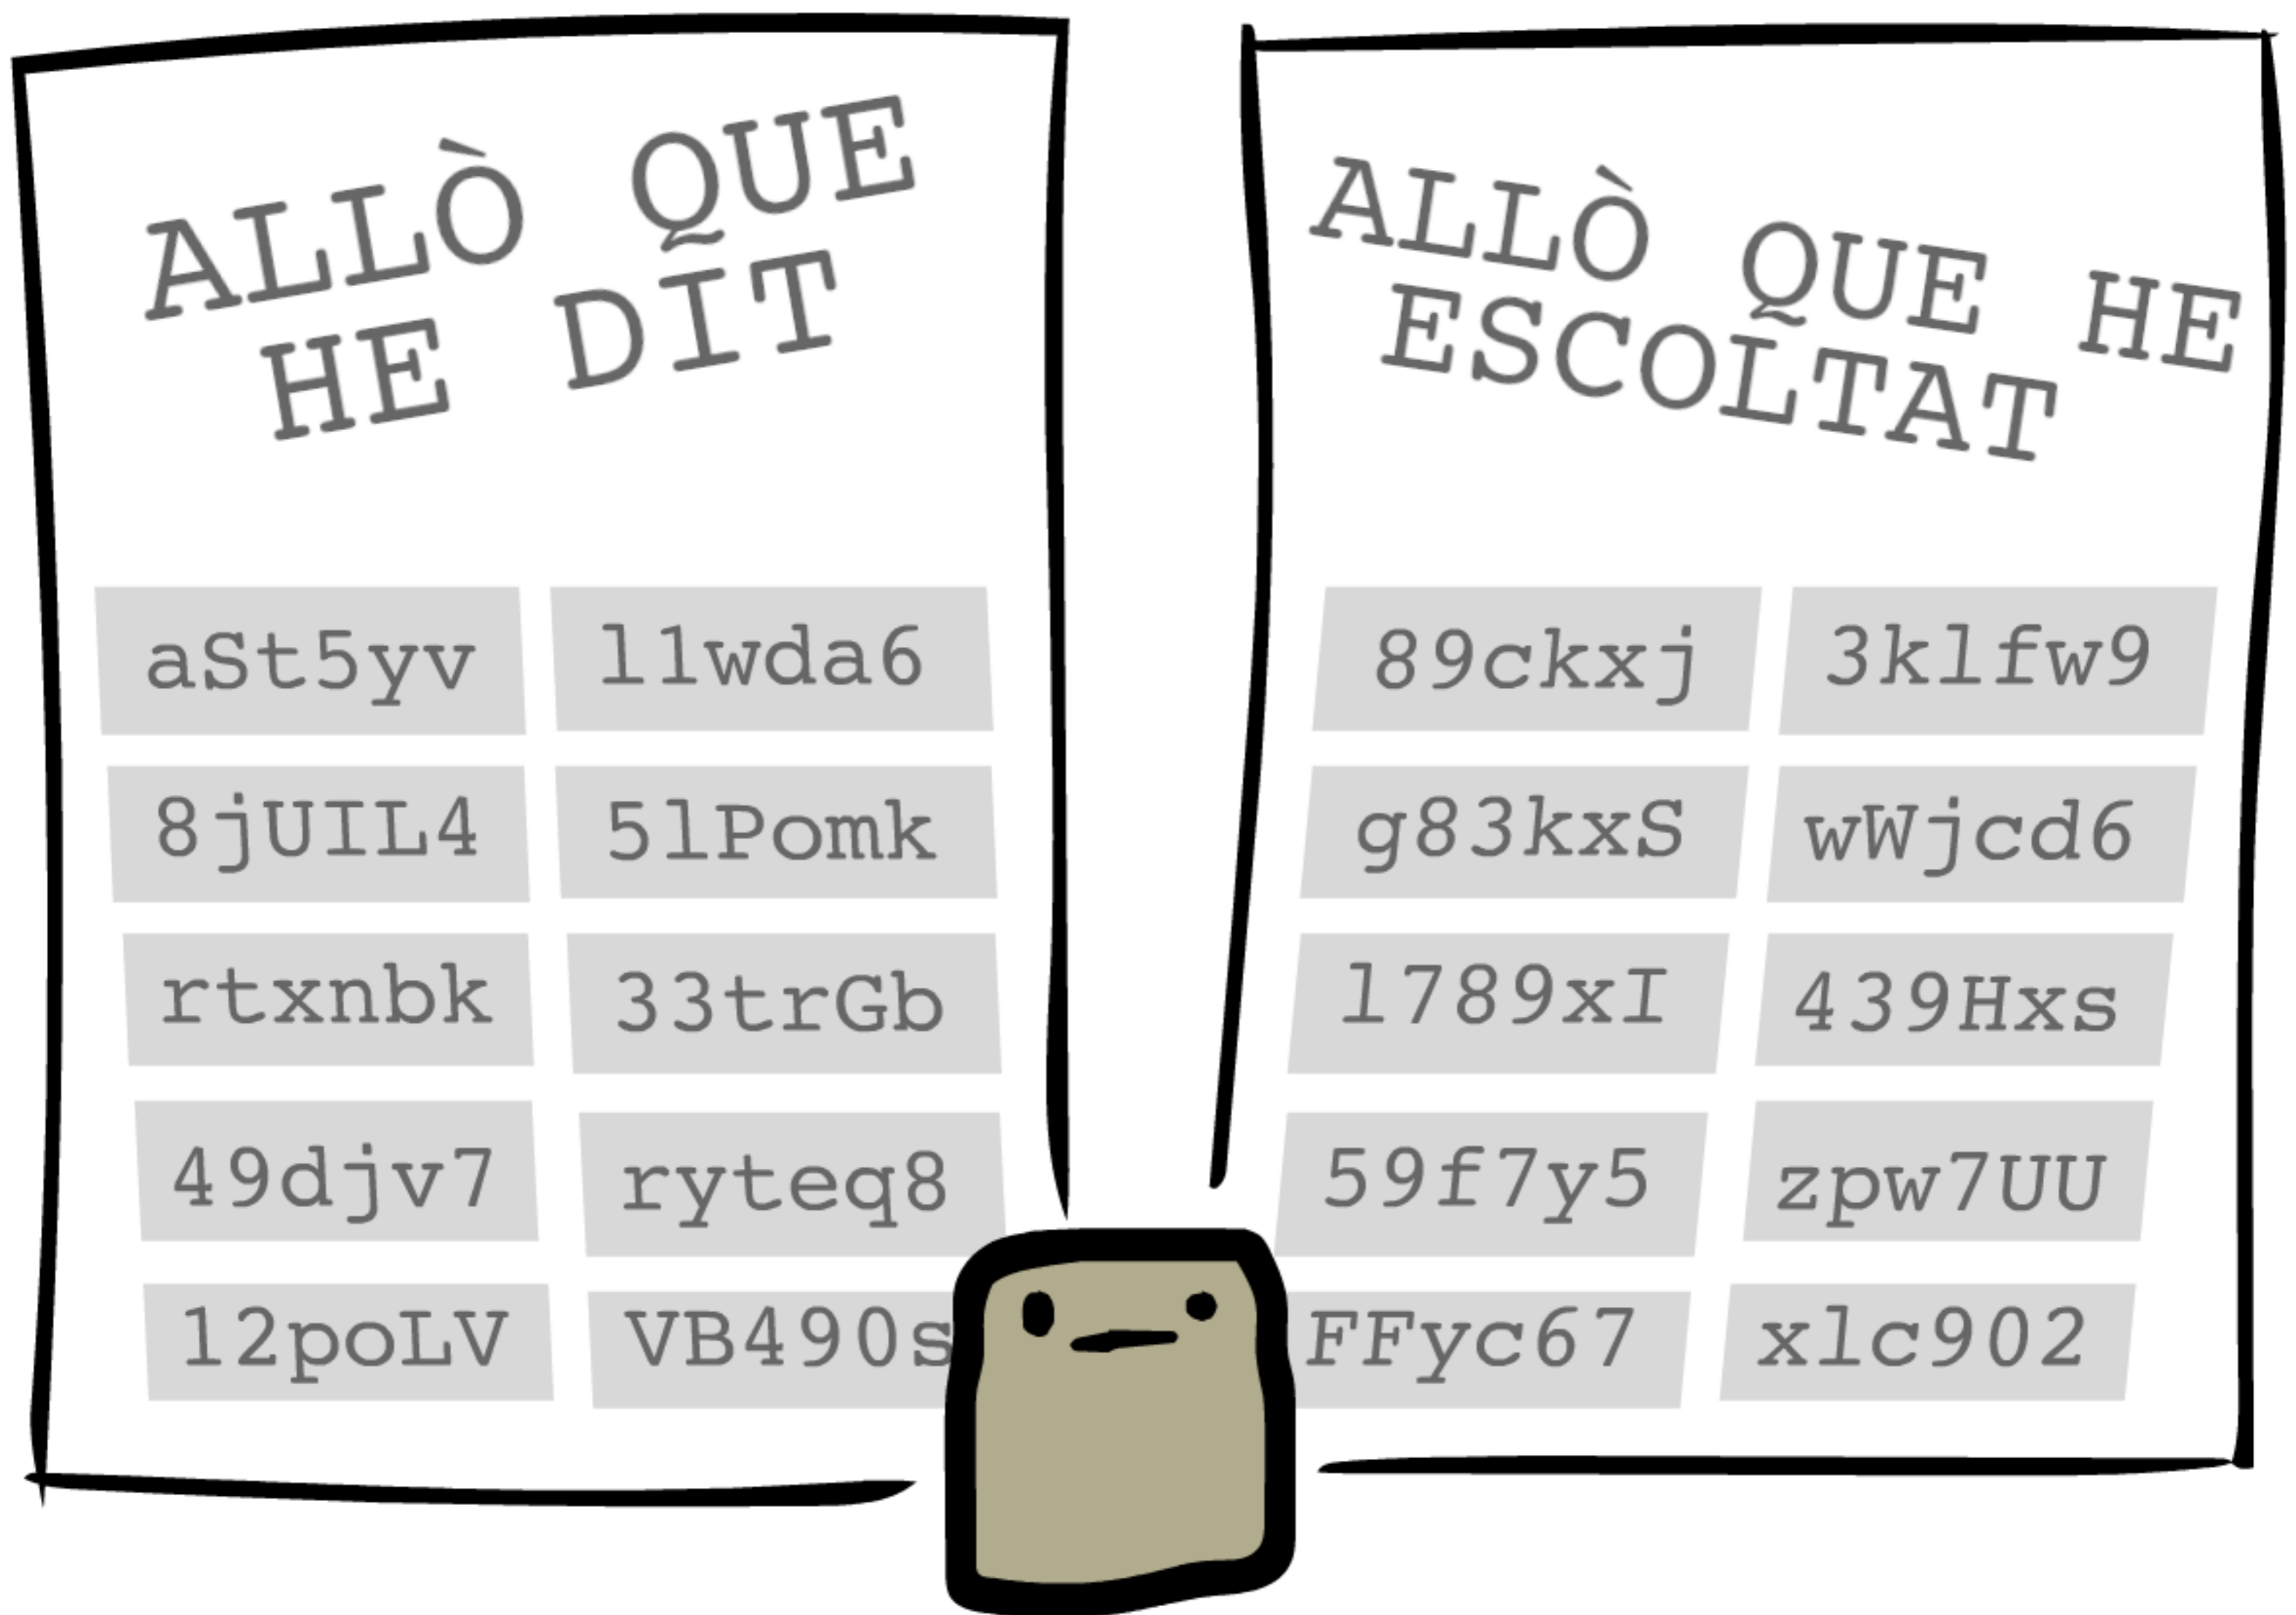 ALLÒ QUE
HE DIT
aSt5yv l1wda6
8jUIL4 5lPomk
rtxnbk 33trGb
49djv7 ryteq8
12poLV VB490s
ALLÒ QUE HE
ESCOLTAT
89ckxj 3klfw9
g83kxS wWjcd6
l789xI 439Hxs
59f7y5 zpw7UU
FFyc67 xlc902